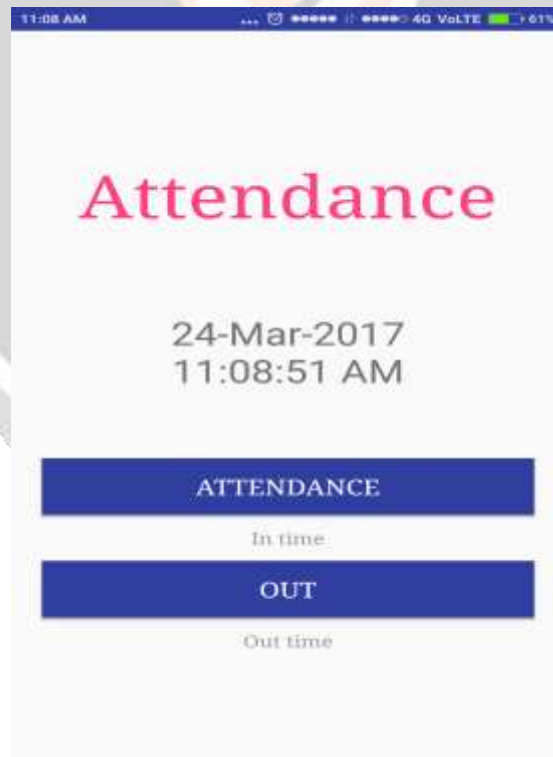 11:08 AM ... 4G VoLTE 61%
Attendance
24-Mar-2017
11:08:51 AM
ATTENDANCE
In time
OUT
Out time